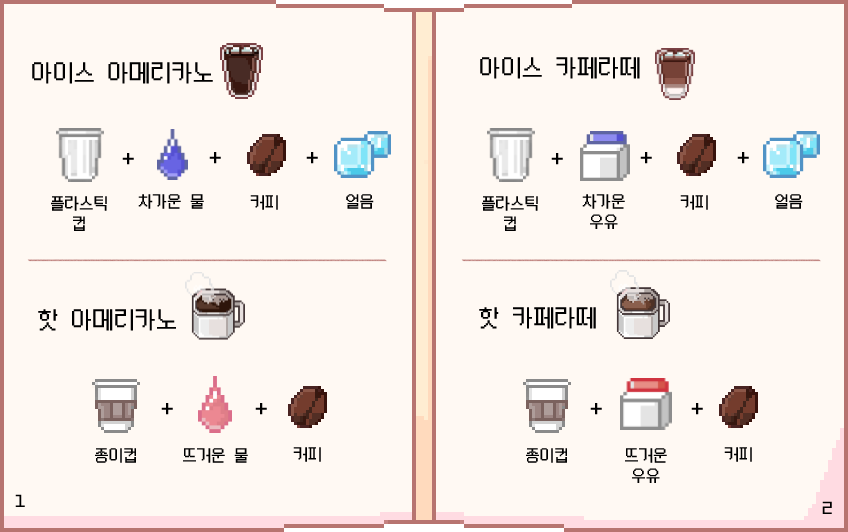 아이스 아메리카노
+ + +
플라스틱 차가운 물 커피 얼음
컵
핫 아메리카노
+ +
종이컵 뜨거운 물 커피
1
아이스 카페라떼
+ + +
플라스틱 차가운 커피 얼음
컵 우유
핫 카페라떼
+ +
종이컵 뜨거운 커피
우유
2